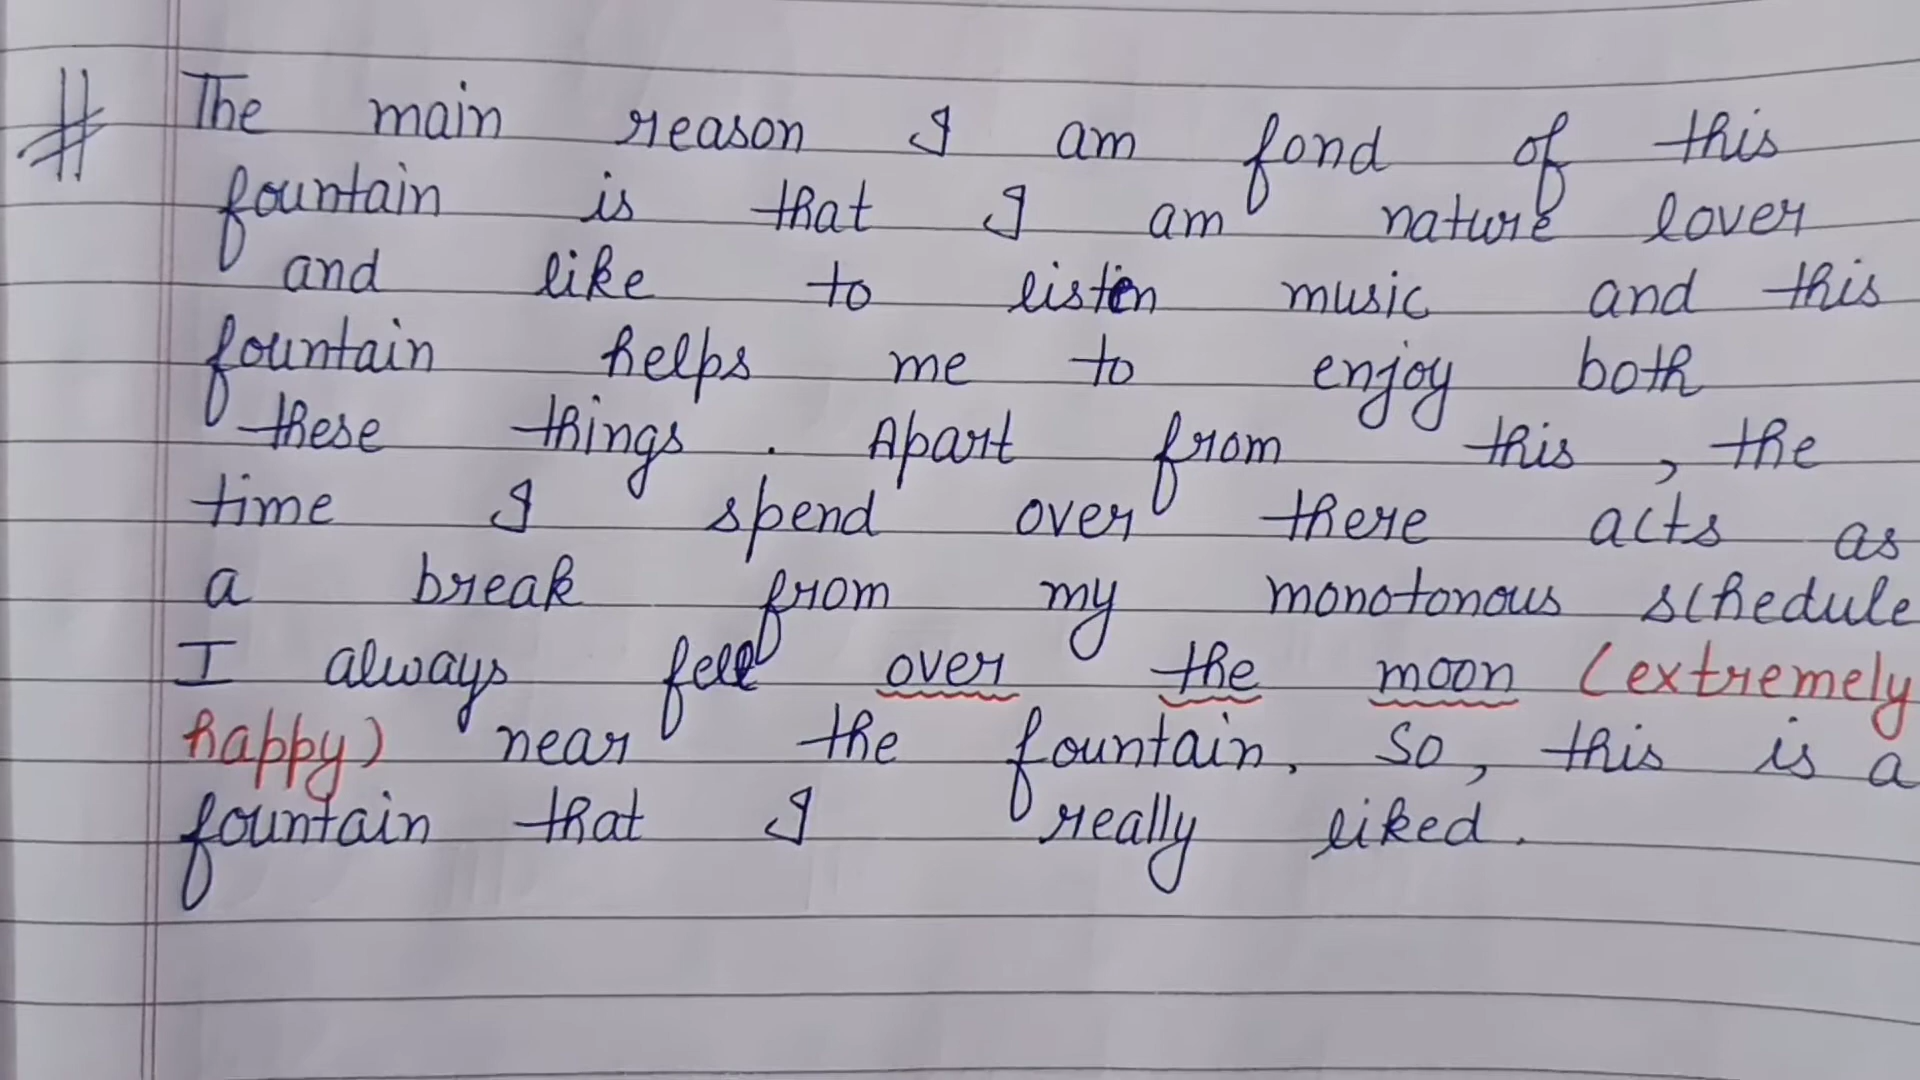 # The main reason I am fond of this
fountain is that I am nature lover
and like to listen music and this
fountain helps me to enjoy both
these things. Apart from this, the
time I spend over there acts as
a break from my monotonous schedule
I always feel over the moon (extremely
happy) near the fountain. So, this is a
fountain that I really liked.